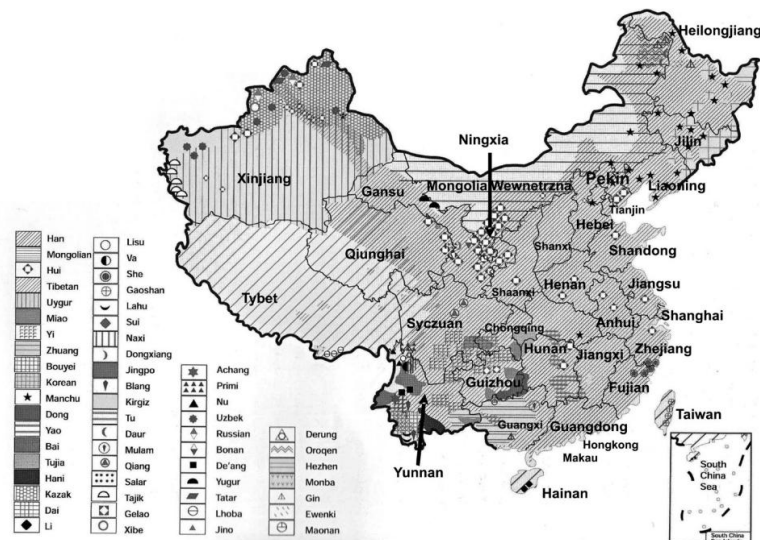 Heilongjiang
Ningxia
Jilin
Xinjiang
Pekin
Gansu
Mongolia Wewnetrzna
Liaoning
Tianjin
Hebei
Qiunghai
Shanxi
Shandong
Tybet
Henan
Jiangsu
Shaanxi
Shanghai
Syczuan
Chongqing
Anhui
Hunan
Jiangxi
Zhejiang
Guizhou
Fujian
Guangxi
Guangdong
Taiwan
Hongkong
Makau
Yunnan
Hainan
South
China
Sea
South China
Han
Mongolian
Hui
Tibetan
Uygur
Miao
Yi
Zhuang
Bouyei
Korean
Manchu
Dong
Yao
Bai
Tujia
Hani
Kazak
Dai
Li
Lisu
Va
She
Gaoshan
Lahu
Sui
Naxi
Dongxiang
Jingpo
Blang
Kirgiz
Tu
Daur
Mulam
Qiang
Salar
Tajik
Gelao
Xibe
Achang
Primi
Nu
Uzbek
Russian
Bonan
De'ang
Yugur
Tatar
Lhoba
Jino
Derung
Oroqen
Hezhen
Monba
Gin
Ewenki
Maonan